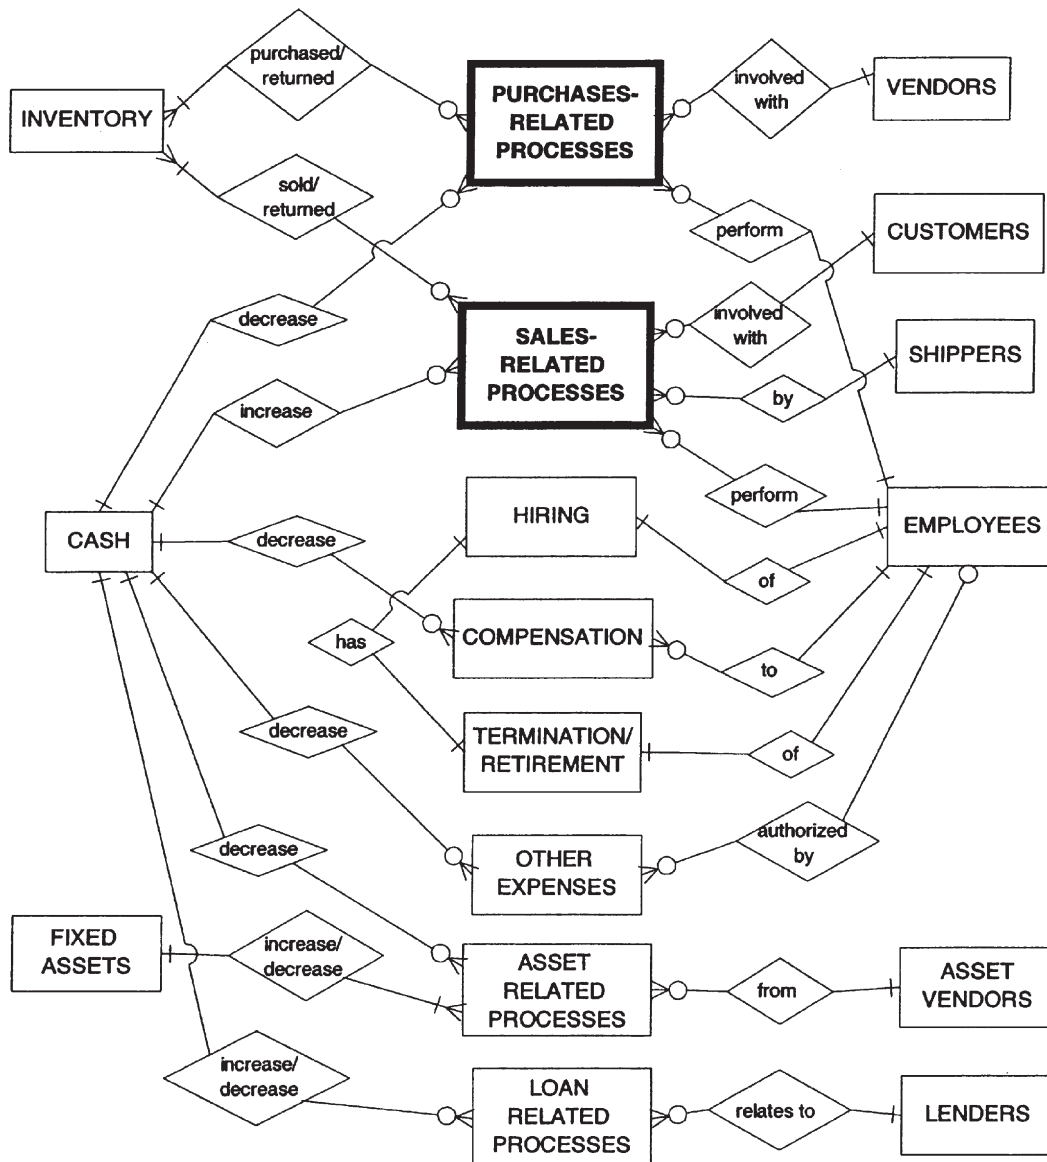 purchased/
returned
INVENTORY
PURCHASES-
RELATED
PROCESSES
involved
with
VENDORS
sold/
returned
perform
CUSTOMERS
decrease
SALES-
RELATED
PROCESSES
involved
with
SHIPPERS
increase
by
perform
HIRING
EMPLOYEES
CASH
decrease
of
has
COMPENSATION
to
decrease
TERMINATION/
RETIREMENT
of
decrease
OTHER
EXPENSES
authorized
by
FIXED
ASSETS
increase/
decrease
ASSET
RELATED
PROCESSES
from
ASSET
VENDORS
increase/
decrease
LOAN
RELATED
PROCESSES
relates to
LENDERS